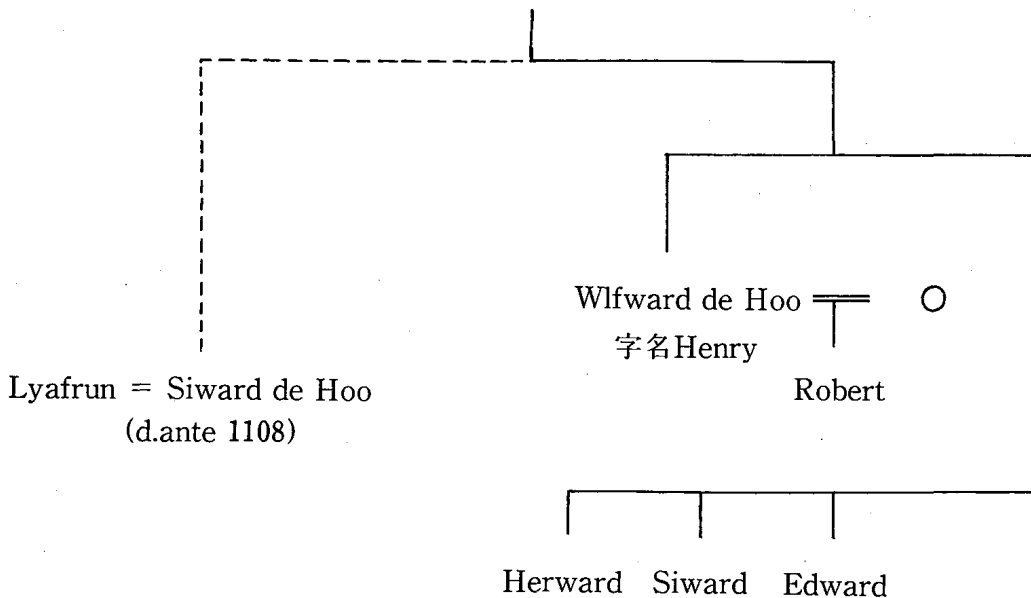 Wlfward de Hoo
字名Henry
Lyafrun = Siward de Hoo
(d.ante 1108)
Robert
Herward Siward Edward